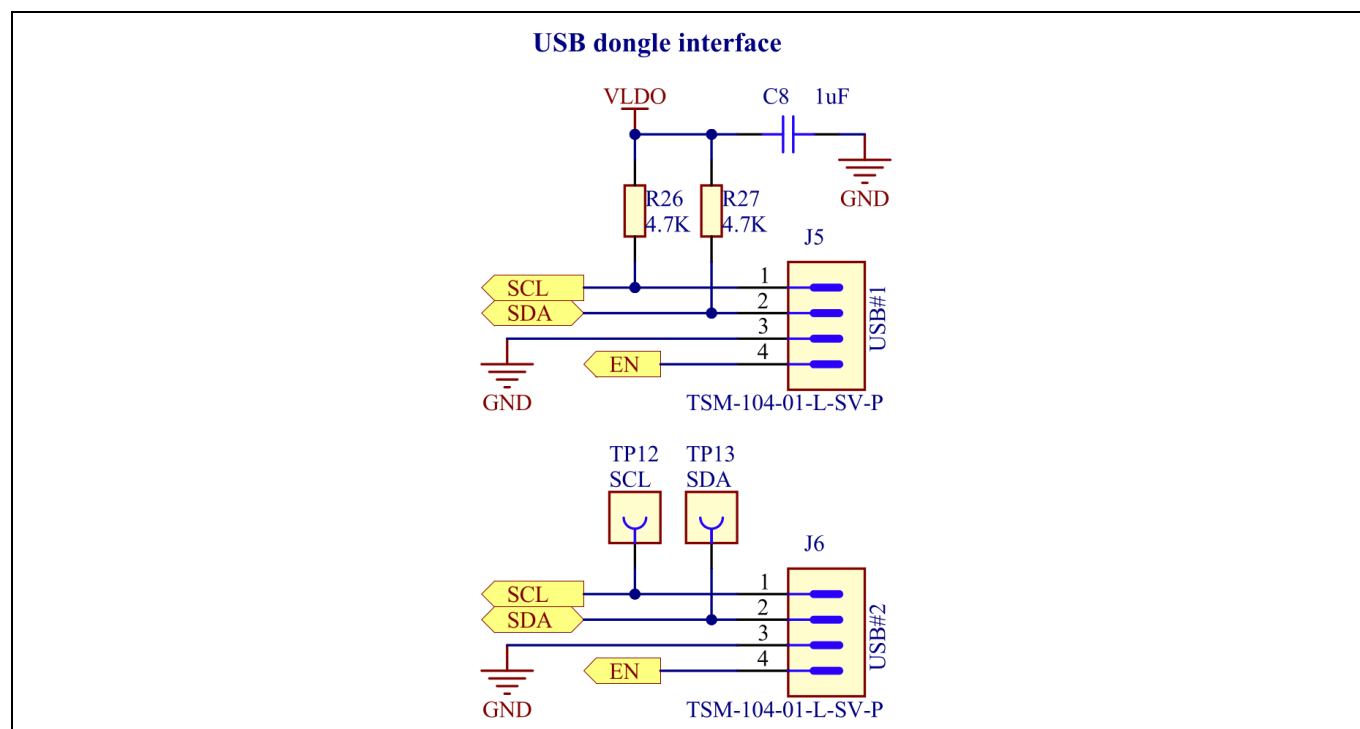 USB dongle interface
VLDO
C8 1uF
GND
R26
4.7K
R27
4.7K
J5
SCL
SDA
EN
GND
1
2
3
4
USB#1
TSM-104-01-L-SV-P
TP12
SCL
TP13
SDA
J6
SCL
SDA
EN
GND
1
2
3
4
USB#2
TSM-104-01-L-SV-P